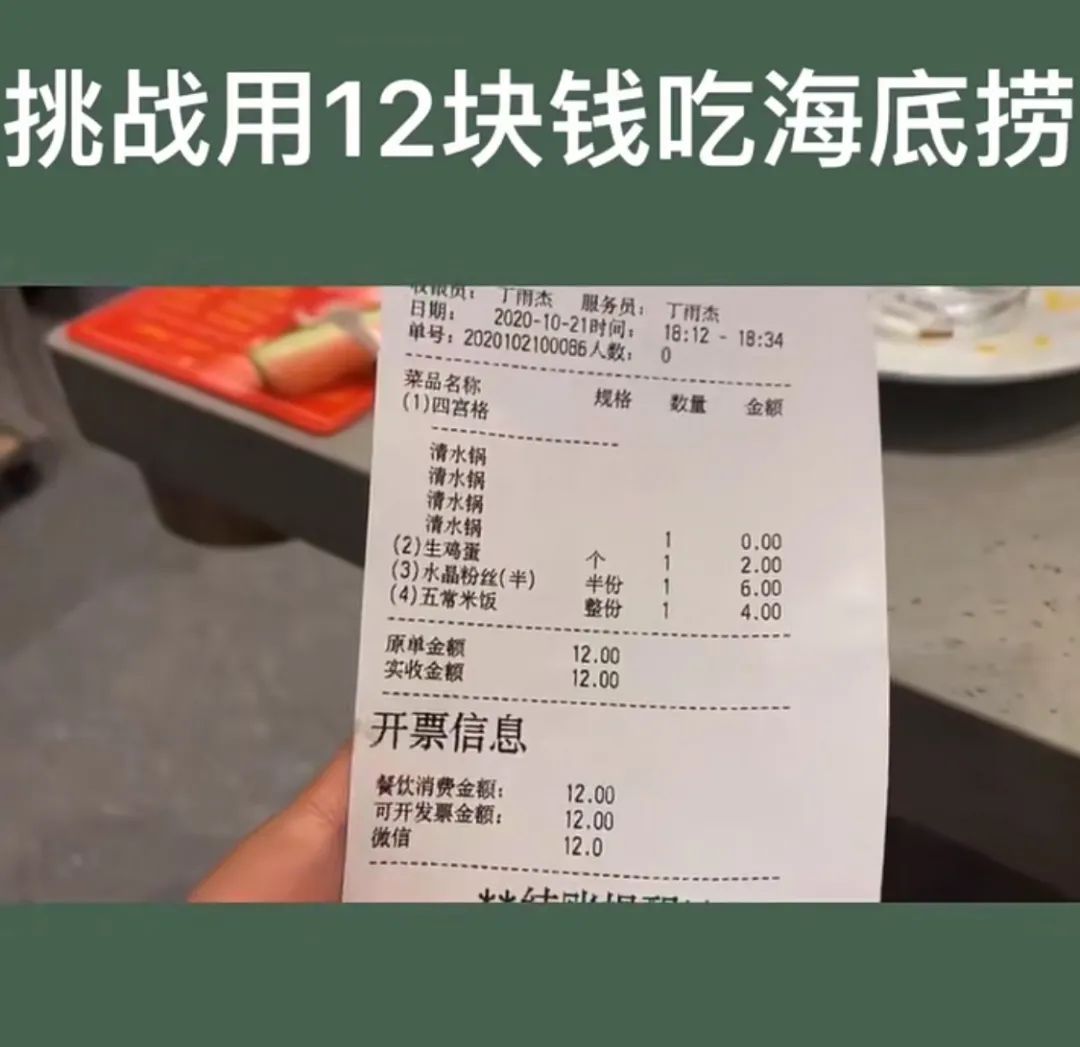 挑战用12块钱吃海底捞
收银员： 丁雨杰 服务员： 丁雨杰
日期： 2020-10-21时间： 18:12 - 18:34
单号：2020102100086人数： 0
菜品名称 规格 数量 金额
(1)四宫格
清水锅
清水锅
清水锅
清水锅 1 0.00
(2)生鸡蛋 个 1 2.00
(3)水晶粉丝(半) 半份 1 6.00
(4)五常米饭 整份 1 4.00
原单金额 12.00
实收金额 12.00
开票信息
餐饮消费金额： 12.00
可开发票金额： 12.00
微信 12.0